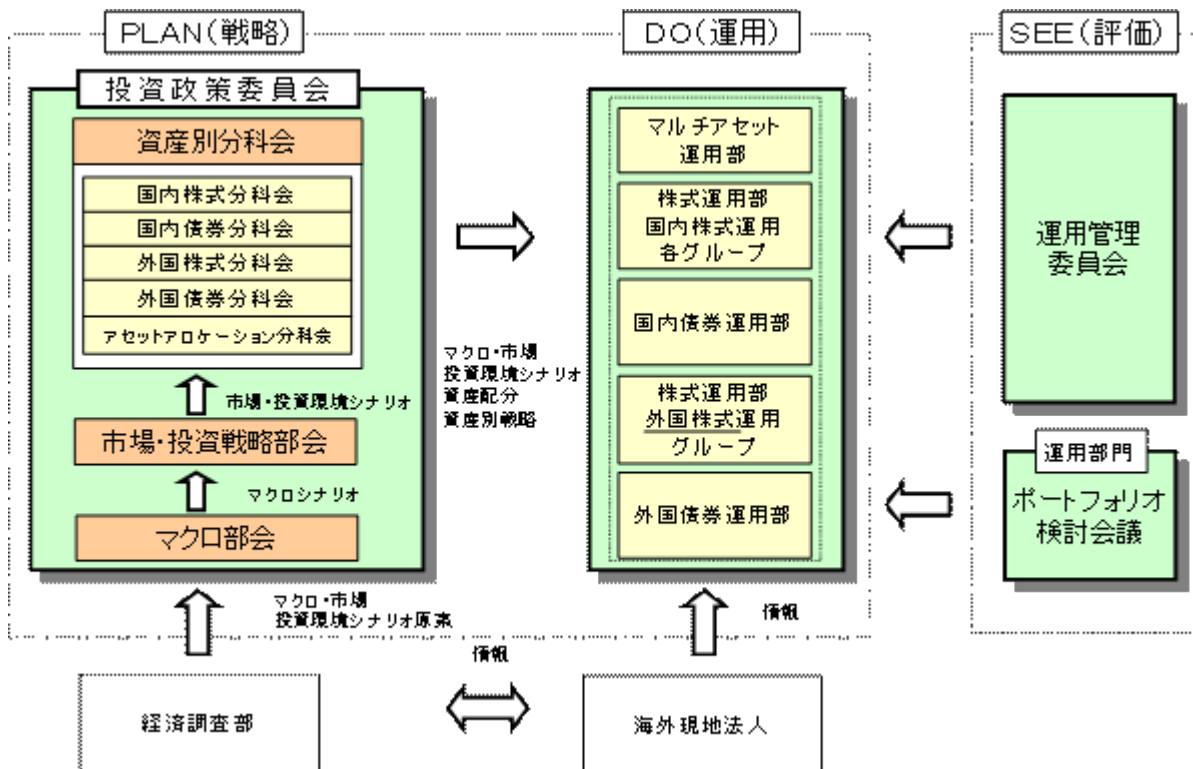 PLAN(戦略)
投資政策委員会
資産別分科会
国内株式分科会
国内債券分科会
外国株式分科会
外国債券分科会
アセットアロケーション分科会
市場・投資環境シナリオ
市場・投資戦略部会
マクロシナリオ
マクロ部会
マクロ・市場
投資環境シナリオ原案
経済調査部
マクロ・市場
投資環境シナリオ
資産配分
資産別戦略
情報
DO(運用)
マルチアセット
運用部
株式運用部
国内株式運用
各グループ
国内債券運用部
株式運用部
外国株式運用
グループ
外国債券運用部
情報
海外現地法人
SEE(評価)
運用管理
委員会
運用部門
ポートフォリオ
検討会議